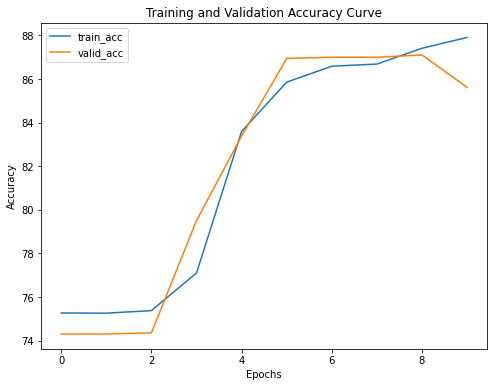 Training and Validation Accuracy Curve
train_acc
valid_acc
88
86
84
82
80
78
76
74
Accuracy
0
2
4
6
8
Epochs